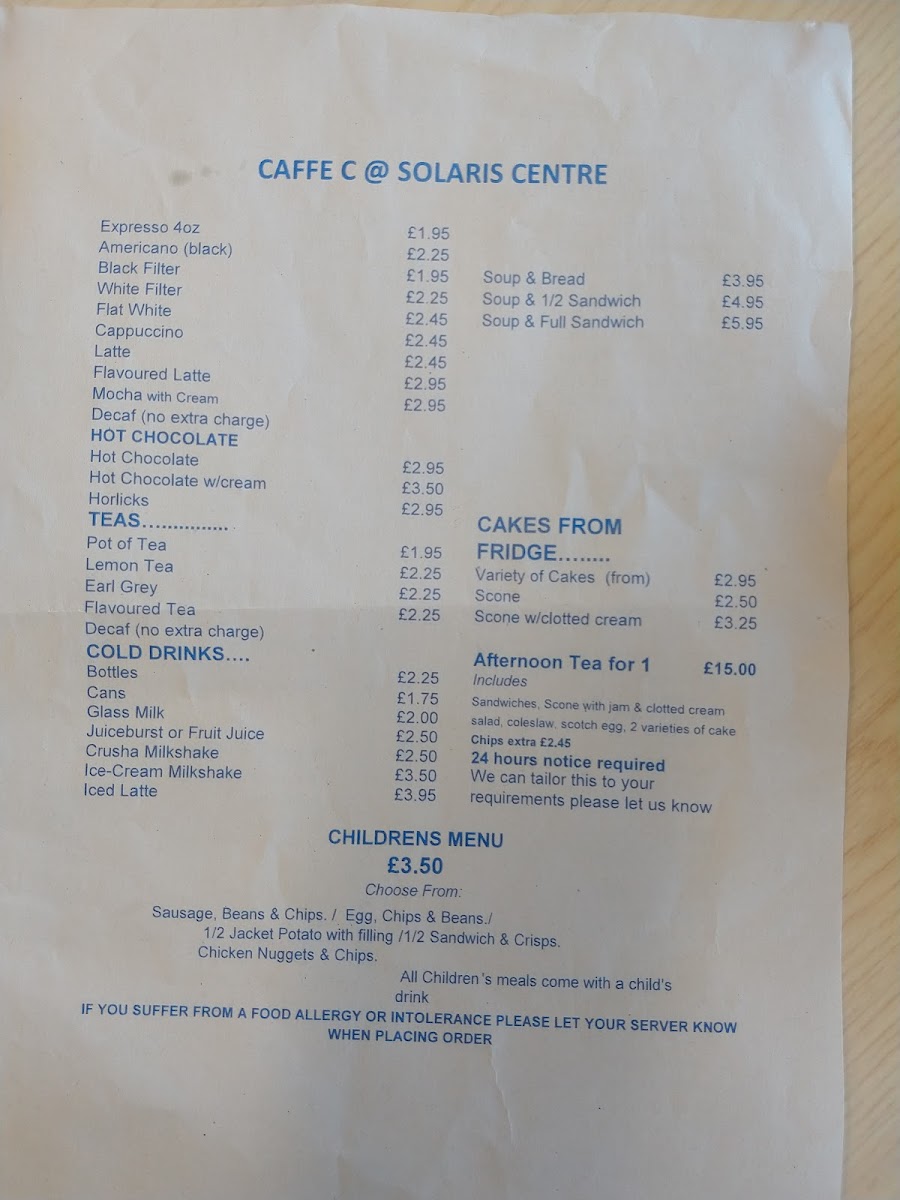 CAFFE C @ SOLARIS CENTRE
Expresso 4oz £1.95
Americano (black) £2.25
Black Filter £1.95
White Filter £2.25
Flat White £2.45
Cappuccino £2.45
Latte £2.45
Flavoured Latte £2.95
Mocha with Cream £2.95
Decaf (no extra charge)
HOT CHOCOLATE
Hot Chocolate £2.95
Hot Chocolate w/cream £3.50
Horlicks £2.95
TEAS...............
Pot of Tea £1.95
Lemon Tea £2.25
Earl Grey £2.25
Flavoured Tea £2.25
Decaf (no extra charge)
COLD DRINKS....
Bottles £2.25
Cans £1.75
Glass Milk £2.00
Juiceburst or Fruit Juice £2.50
Crusha Milkshake £2.50
Ice-Cream Milkshake £3.50
Iced Latte £3.95
Soup & Bread £3.95
Soup & 1/2 Sandwich £4.95
Soup & Full Sandwich £5.95
CAKES FROM
FRIDGE........
Variety of Cakes (from) £2.95
Scone £2.50
Scone w/clotted cream £3.25
Afternoon Tea for 1 £15.00
Includes
Sandwiches, Scone with jam & clotted cream
salad, coleslaw, scotch egg, 2 varieties of cake
Chips extra £2.45
24 hours notice required
We can tailor this to your
requirements please let us know
CHILDRENS MENU
£3.50
Choose From:
Sausage, Beans & Chips. / Egg, Chips & Beans./
1/2 Jacket Potato with filling /1/2 Sandwich & Crisps.
Chicken Nuggets & Chips.
All Children's meals come with a child's
drink
IF YOU SUFFER FROM A FOOD ALLERGY OR INTOLERANCE PLEASE LET YOUR SERVER KNOW
WHEN PLACING ORDER